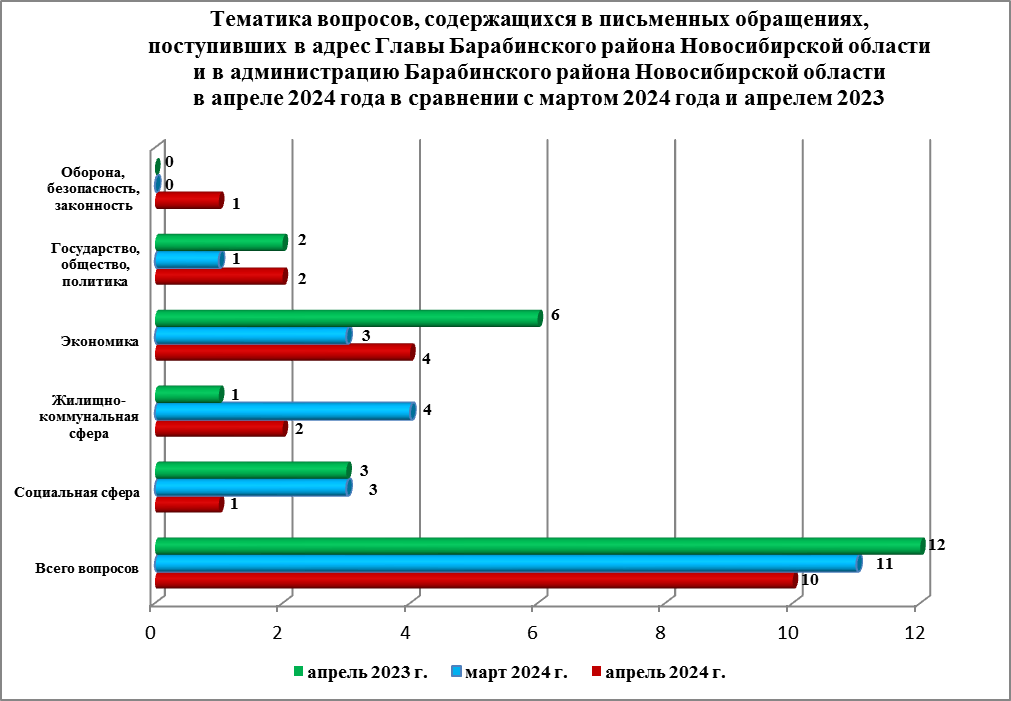 Тематика вопросов, содержащихся в письменных обращениях,
поступивших в адрес Главы Барабинского района Новосибирской области
и в администрацию Барабинского района Новосибирской области
в апреле 2024 года в сравнении с мартом 2024 года и апрелем 2023
Оборона,
безопасность,
законность
0
0
1
Государство,
общество,
политика
2
1
2
Экономика
6
3
4
Жилищно-
коммунальная
сфера
1
4
2
Социальная сфера
3
3
1
Всего вопросов
12
11
10
0 2 4 6 8 10 12
апрель 2023 г. март 2024 г. апрель 2024 г.